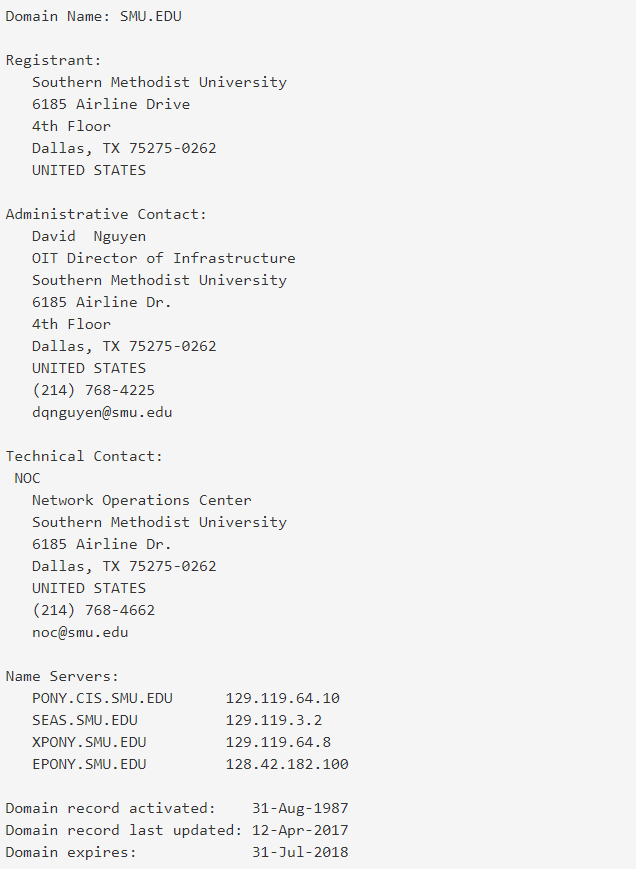 Domain Name: SMU.EDU
Registrant:
Southern Methodist University
6185 Airline Drive
4th Floor
Dallas, TX 75275-0262
UNITED STATES
Administrative Contact:
David  Nguyen
OIT Director of Infrastructure
Southern Methodist University
6185 Airline Dr.
4th Floor
Dallas, TX 75275-0262
UNITED STATES
(214) 768-4225
dqnguyen@smu.edu
Technical Contact:
NOC
Network Operations Center
Southern Methodist University
6185 Airline Dr.
Dallas, TX 75275-0262
UNITED STATES
(214) 768-4662
noc@smu.edu
Name Servers:
PONY.CIS.SMU.EDU      129.119.64.10
SEAS.SMU.EDU          129.119.3.2
XPONY.SMU.EDU         129.119.64.8
EPONY.SMU.EDU         128.42.182.100
Domain record activated:    31-Aug-1987
Domain record last updated: 12-Apr-2017
Domain expires:             31-Jul-2018